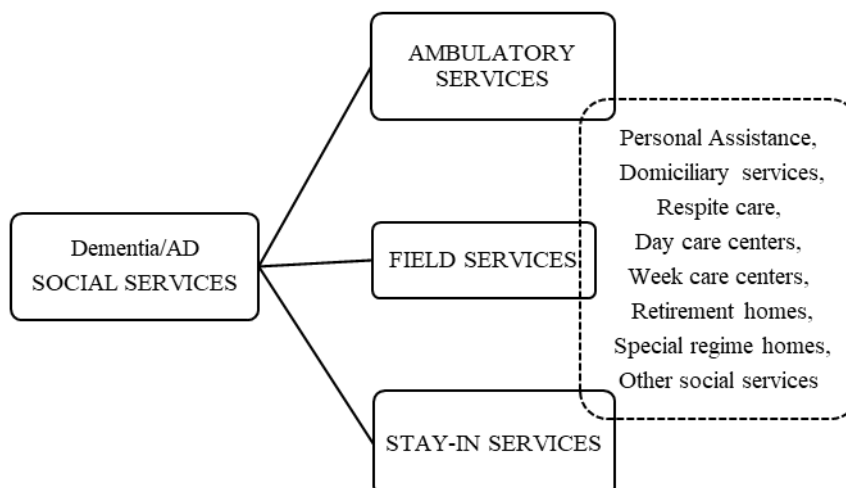 AMBULATORY
SERVICES
Personal Assistance,
Domiciliary services,
Respite care,
Day care centers,
Week care centers,
Retirement homes,
Special regime homes,
Other social services
Dementia/AD
SOCIAL SERVICES
FIELD SERVICES
STAY-IN SERVICES